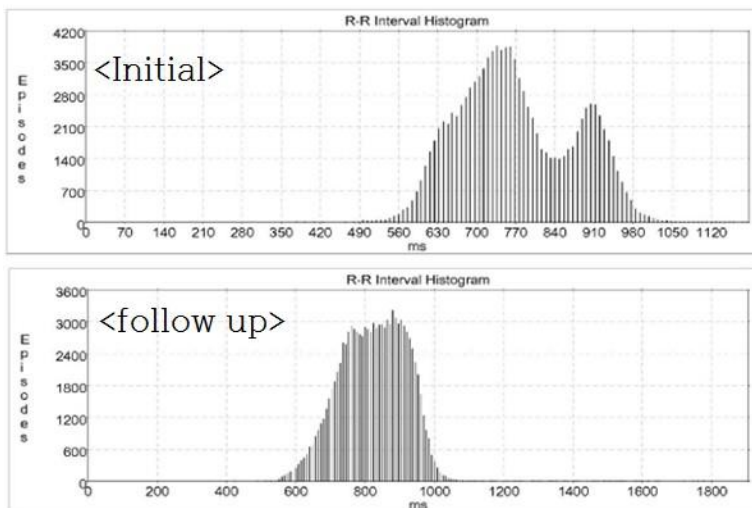 R-R Interval Histogram
4200
3500
2800
2100
1400
700
0
Episodes
<Initial>
0 70 140 210 280 350 420 490 560 630 700 770 840 910 980 1050 1120
ms
R-R Interval Histogram
3600
3000
2400
1800
1200
600
0
Episodes
<follow up>
0 200 400 600 800 1000 1200 1400 1600 1800
ms